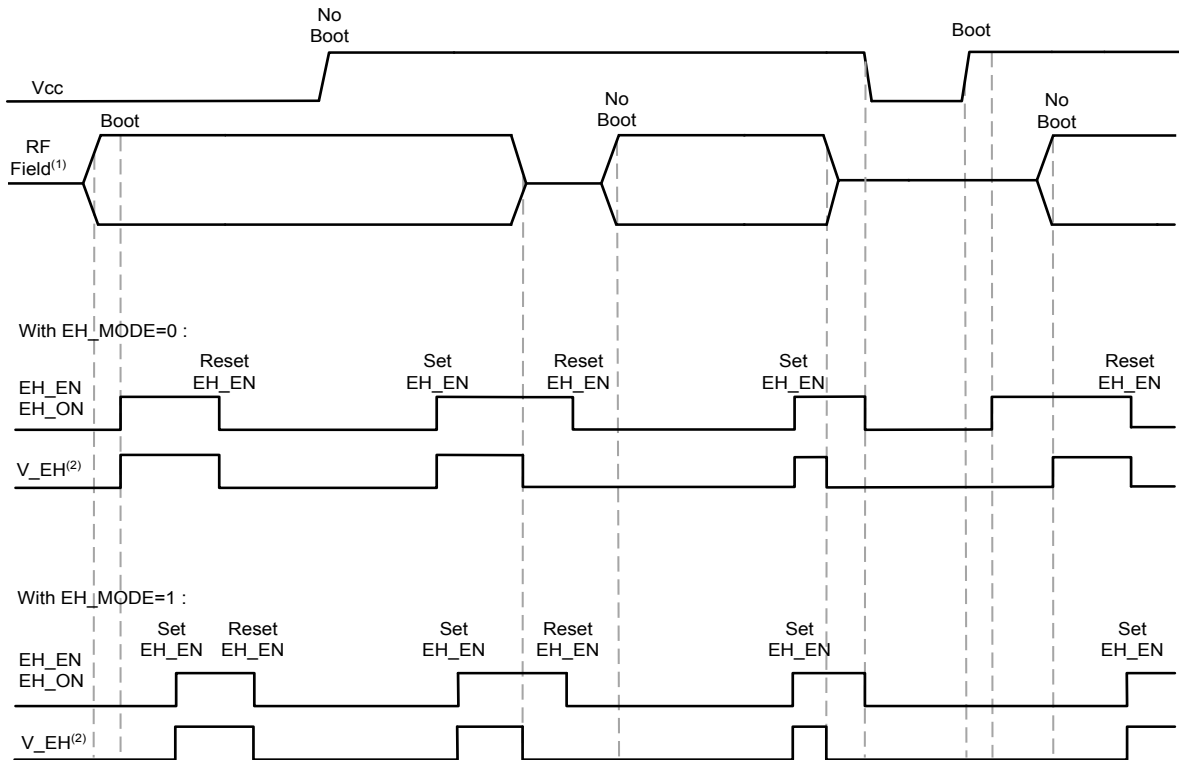 No
Boot
Boot
Vcc
Boot
No
Boot
No
Boot
RF
Field(1)
With EH_MODE=0 :
Reset
EH_EN
Set
EH_EN
Reset
EH_EN
Set
EH_EN
Reset
EH_EN
EH_EN
EH_ON
V_EH(2)
With EH_MODE=1 :
Set
EH_EN
Reset
EH_EN
Set
EH_EN
Reset
EH_EN
Set
EH_EN
Set
EH_EN
EH_EN
EH_ON
V_EH(2)